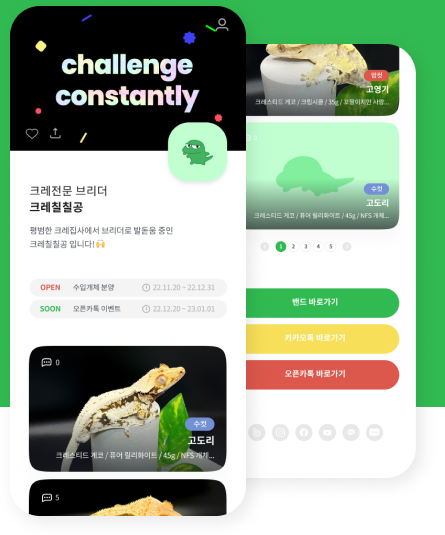 challenge
constantly
크레전문 브리더
크레칠칠공
평범한 크레집사에서 브리더로 발돋움 중인
크레칠칠공 입니다!🙌
OPEN 수입개체 분양 22.11.20 ~ 22.12.31
SOON 오픈카톡 이벤트 22.12.20 ~ 23.01.01
0
수컷
고도리
크레스티드 게코 / 퓨어 릴리화이트 / 45g / NFS 개체...
5
암컷
고영기
크레스티드 게코 / 크림시클 / 35g / 꼬펭이지만 사랑...
수컷
고도리
크레스티드 게코 / 퓨어 릴리화이트 / 45g / NFS 개체...
1 2 3 4 5
밴드 바로가기
카카오톡 바로가기
오픈카톡 바로가기